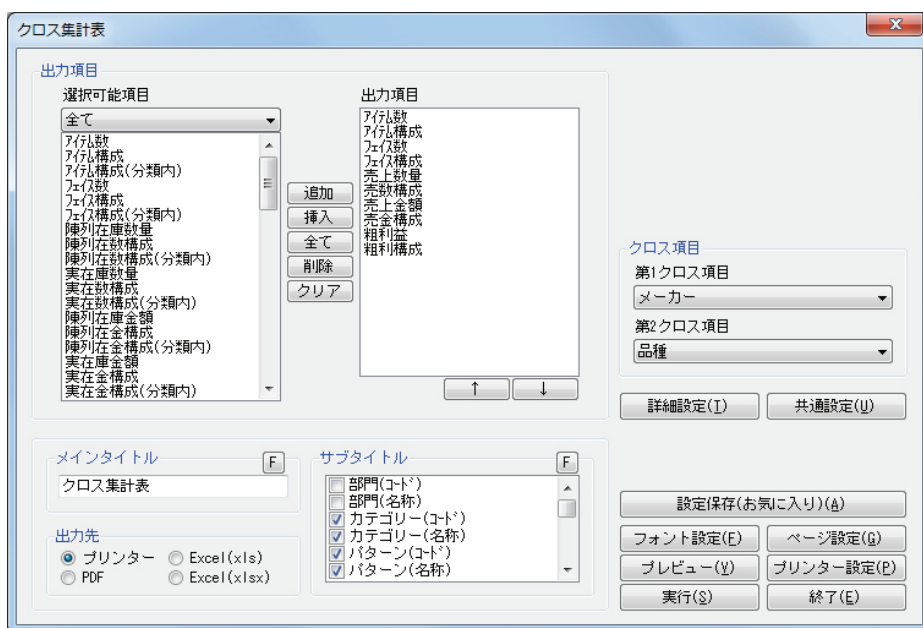 クロス集計表
出力項目
選択可能項目
全て
ｱｲﾃﾑ数
ｱｲﾃﾑ構成
ｱｲﾃﾑ構成(分類内)
ﾌｪｲｽ数
ﾌｪｲｽ構成
ﾌｪｲｽ構成(分類内)
陳列在庫数量
陳列在数構成
陳列在数構成(分類内)
実在庫数量
実在数構成
実在数構成(分類内)
陳列在庫金額
陳列在金構成
陳列在金構成(分類内)
実在庫金額
実在金構成
実在金構成(分類内)
追加
挿入
全て
削除
クリア
出力項目
ｱｲﾃﾑ数
ｱｲﾃﾑ構成
ﾌｪｲｽ数
ﾌｪｲｽ構成
売上数量
売数構成
売上金額
売金構成
粗利益
粗利構成
↑ ↓
クロス項目
第1クロス項目
メーカー
第2クロス項目
品種
詳細設定(T) 共通設定(U)
メインタイトル F
クロス集計表
出力先
プリンター Excel(xls)
PDF Excel(xlsx)
サブタイトル F
部門(ｺｰﾄﾞ)
部門(名称)
カテゴリー(ｺｰﾄﾞ)
カテゴリー(名称)
パターン(ｺｰﾄﾞ)
パターン(名称)
設定保存(お気に入り)(A)
フォント設定(F) ページ設定(G)
プレビュー(V) プリンター設定(P)
実行(S) 終了(E)